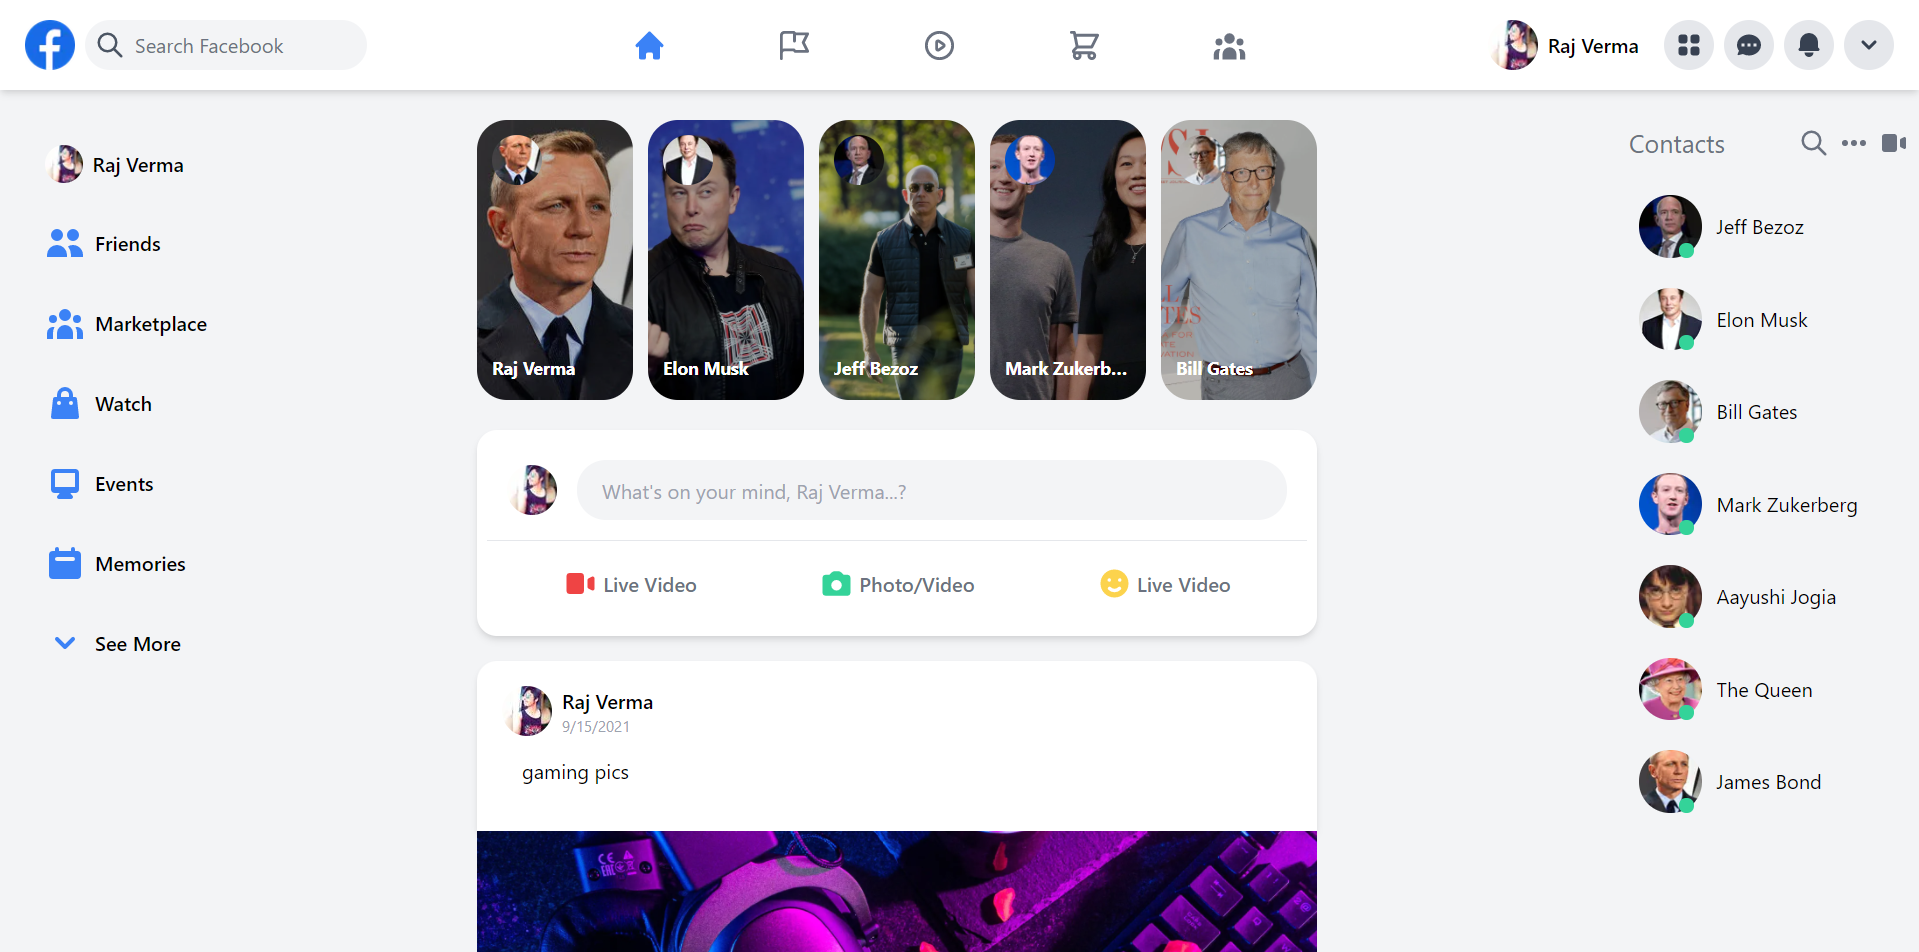 Search Facebook
Raj Verma
Raj Verma
Friends
Marketplace
Watch
Events
Memories
See More
Raj Verma
Elon Musk
Jeff Bezoz
Mark Zukerb...
Bill Gates
What's on your mind, Raj Verma...?
Live Video
Photo/Video
Live Video
Raj Verma
9/15/2021
gaming pics
CE
Contacts
Jeff Bezoz
Elon Musk
Bill Gates
Mark Zukerberg
Aayushi Jogia
The Queen
James Bond